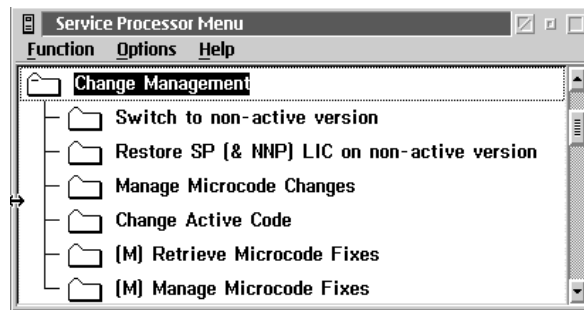 Service Processor Menu
Function Options Help
Change Management
Switch to non-active version
Restore SP (& NNP) LIC on non-active version
Manage Microcode Changes
Change Active Code
(M) Retrieve Microcode Fixes
(M) Manage Microcode Fixes